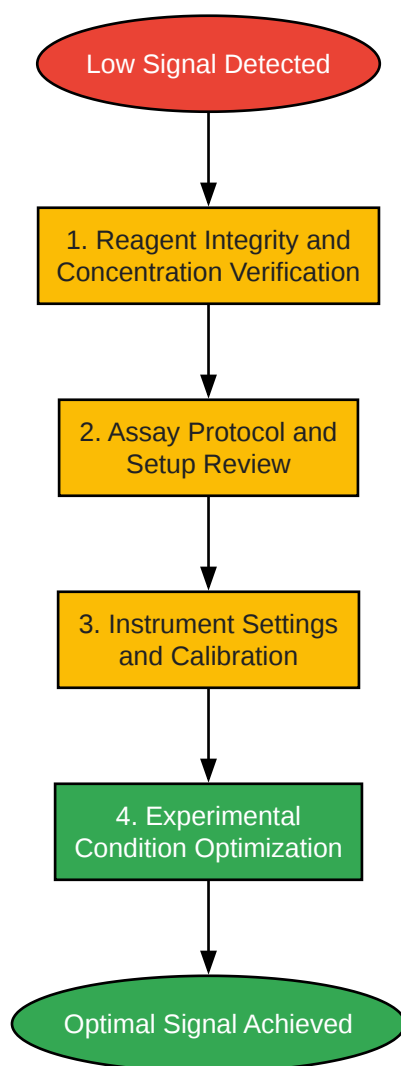 Low Signal Detected
1. Reagent Integrity and
Concentration Verification
2. Assay Protocol and
Setup Review
3. Instrument Settings
and Calibration
4. Experimental
Condition Optimization
Optimal Signal Achieved